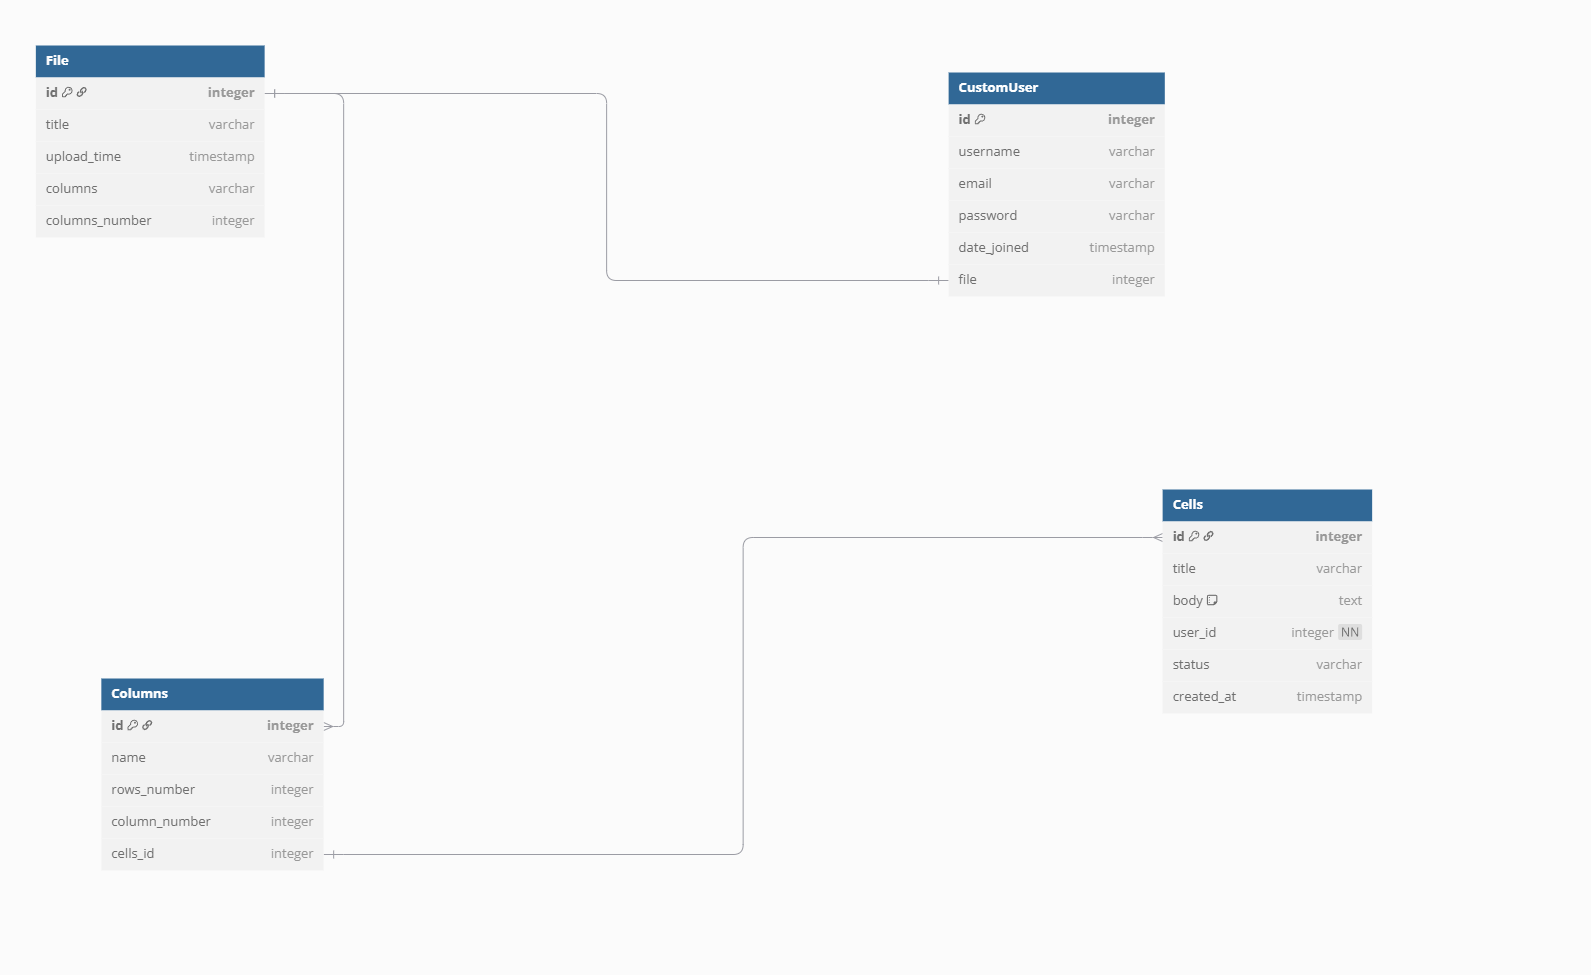 File
id integer
title varchar
upload_time timestamp
columns varchar
columns_number integer
CustomUser
id integer
username varchar
email varchar
password varchar
date_joined timestamp
file integer
Cells
id integer
title varchar
body text
user_id integer NN
status varchar
created_at timestamp
Columns
id integer
name varchar
rows_number integer
column_number integer
cells_id integer